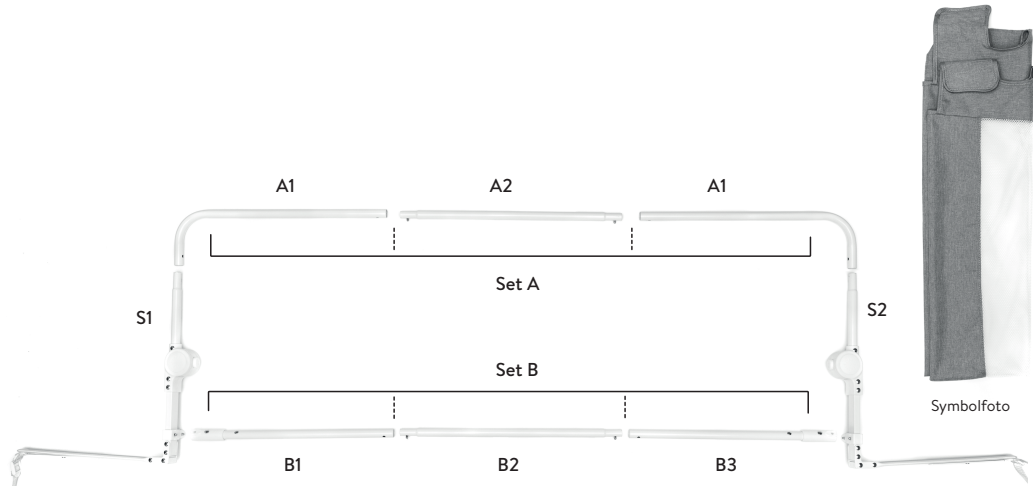 A1
A2
A1
Set A
S1
S2
Set B
Symbolfoto
B1
B2
B3